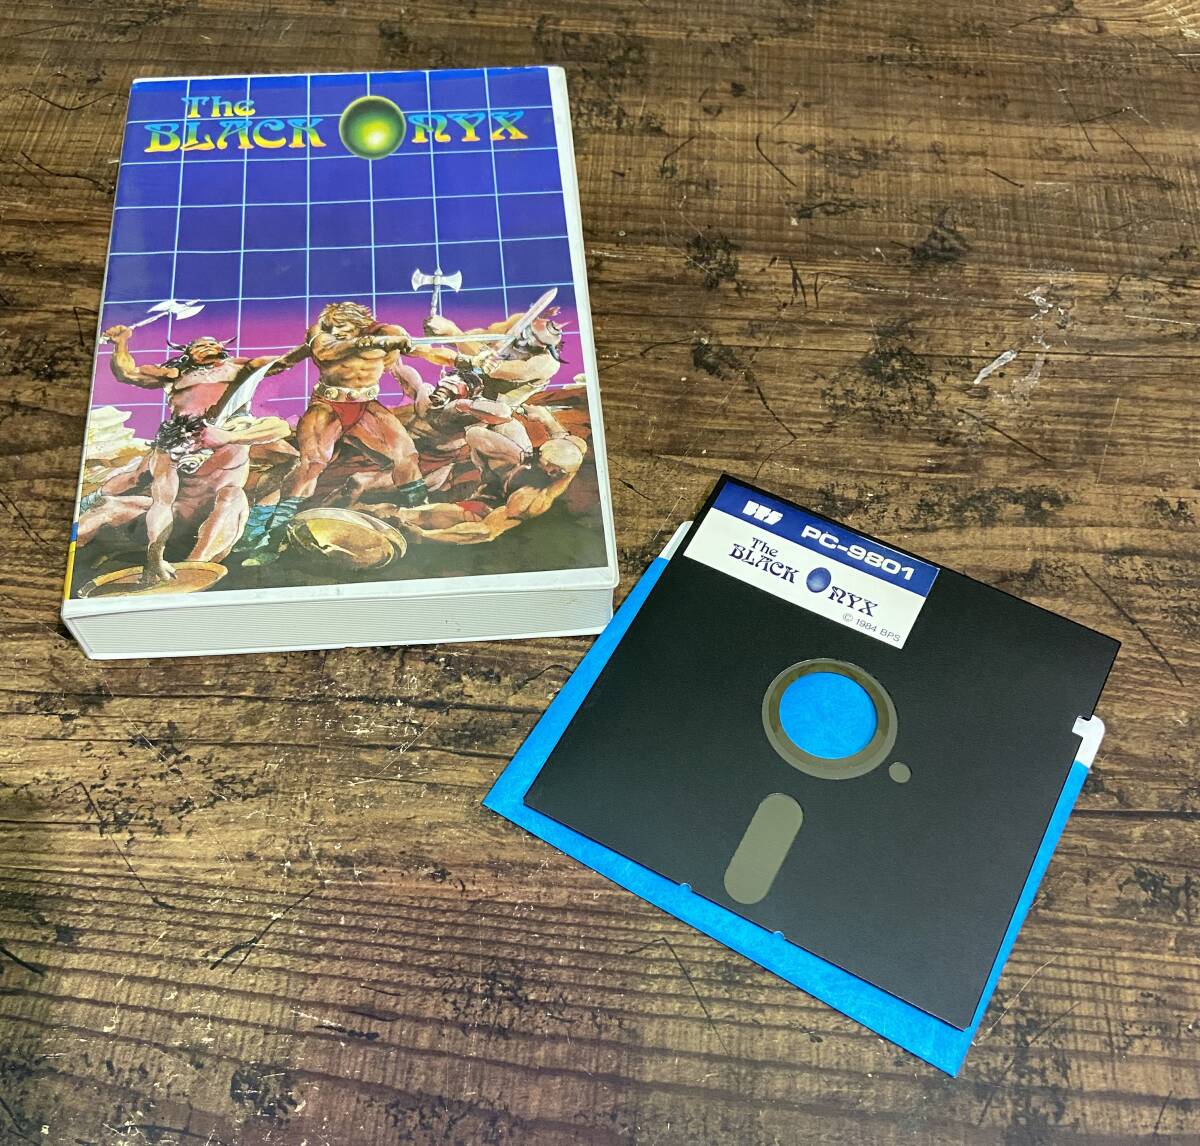 The
BLACK ONYX
BPS PC-9801
The
BLACK ONYX
© 1984 BPS